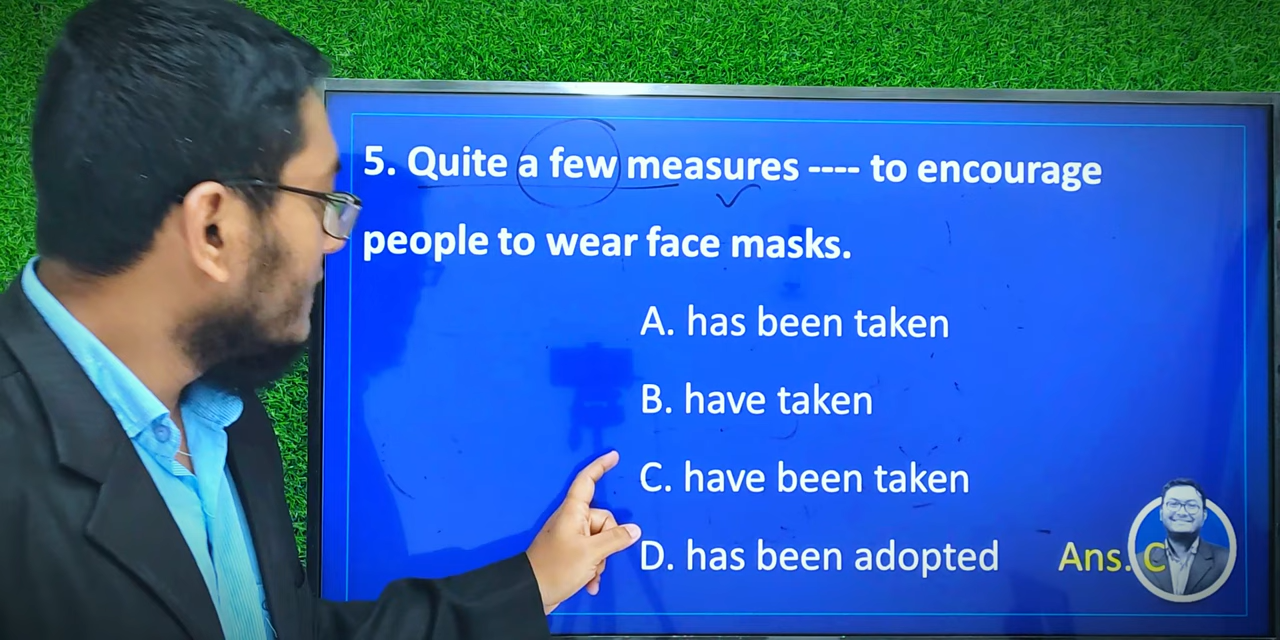 5. Quite a few measures ---- to encourage
people to wear face masks.
A. has been taken
B. have taken
C. have been taken
D. has been adopted
Ans. C